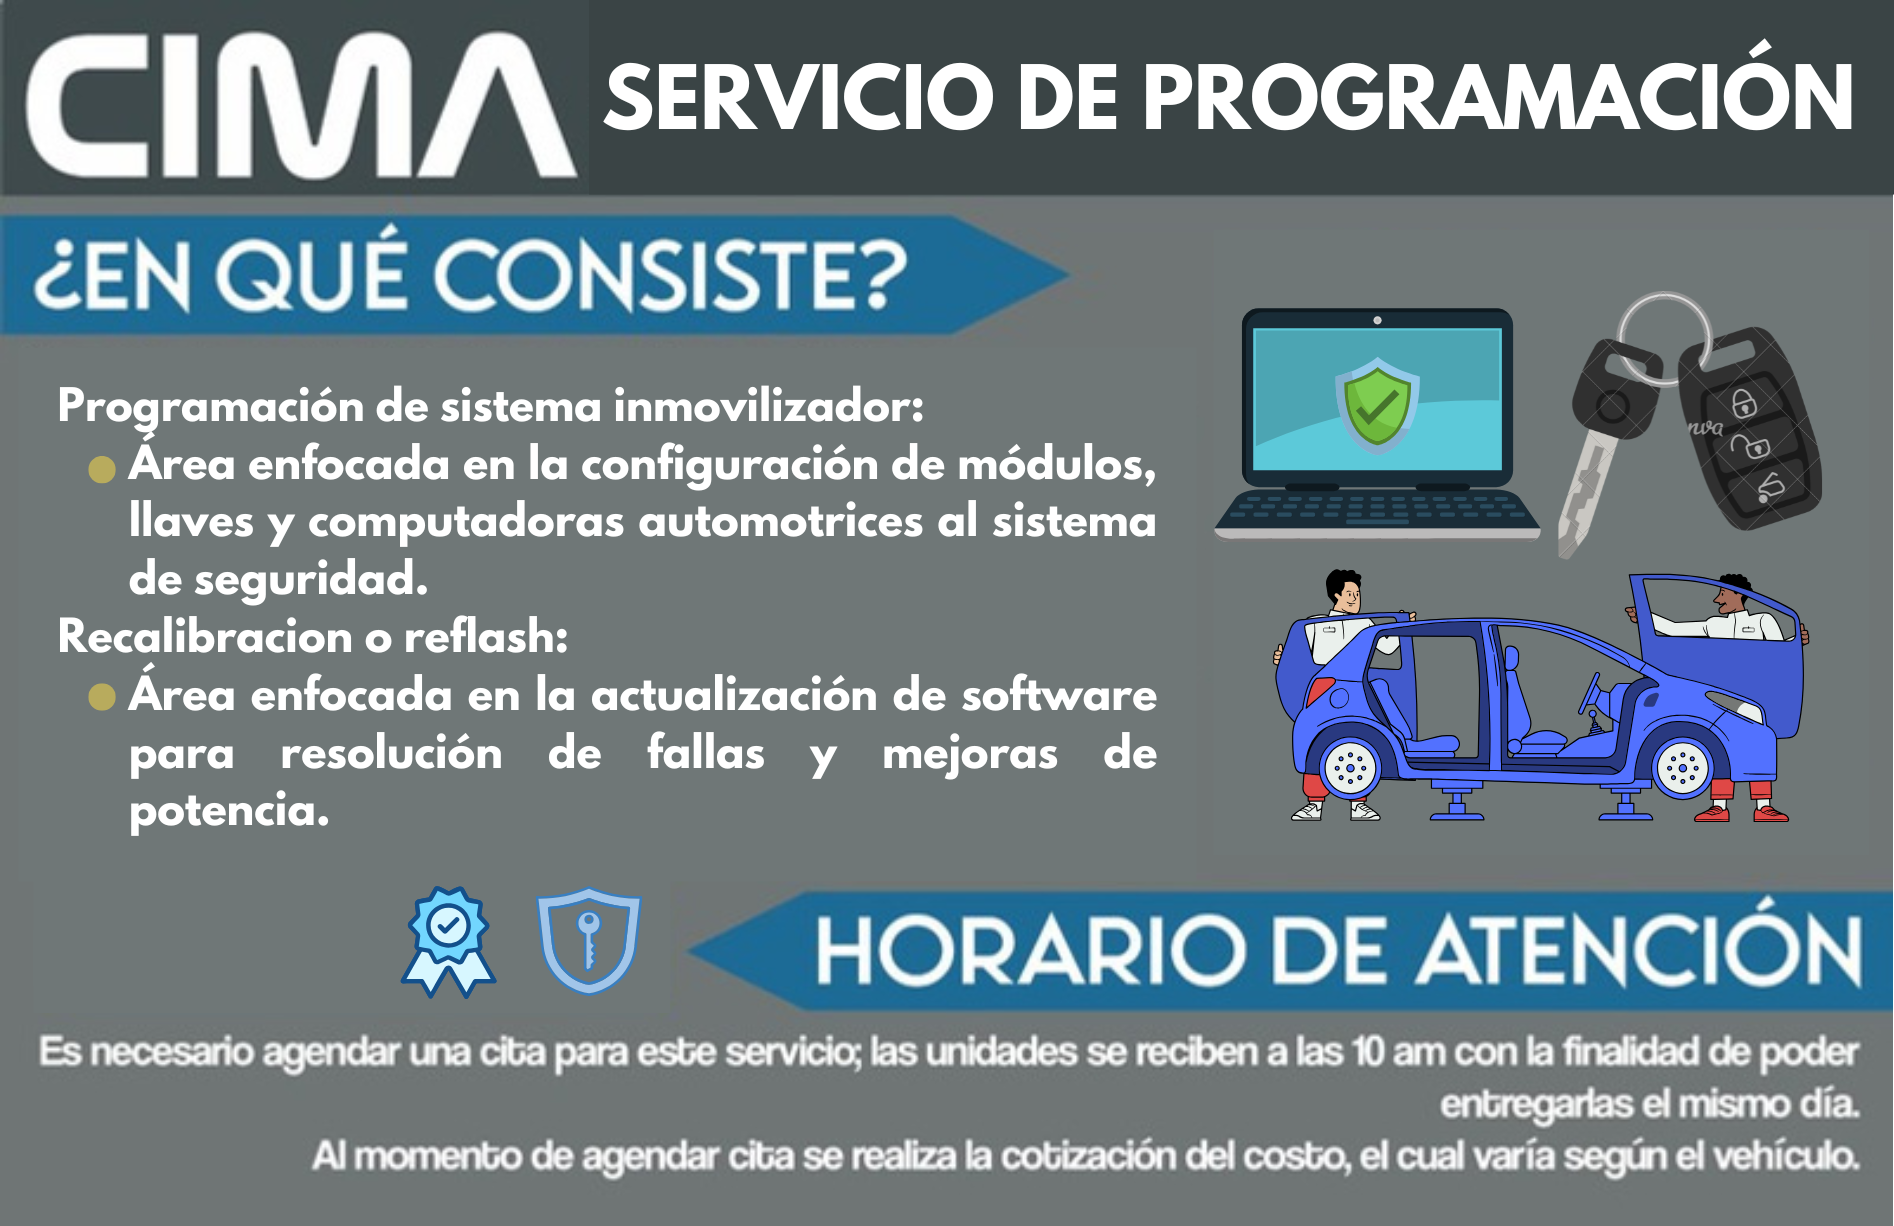 CIMA SERVICIO DE PROGRAMACIÓN
¿EN QUÉ CONSISTE?
Programación de sistema inmovilizador:
Área enfocada en la configuración de módulos,
llaves y computadoras automotrices al sistema
de seguridad.
Recalibracion o reflash:
Área enfocada en la actualización de software
para resolución de fallas y mejoras de
potencia.
HORARIO DE ATENCIÓN
Es necesario agendar una cita para este servicio; las unidades se reciben a las 10 am con la finalidad de poder
entregarlas el mismo día.
Al momento de agendar cita se realiza la cotización del costo, el cual varía según el vehículo.